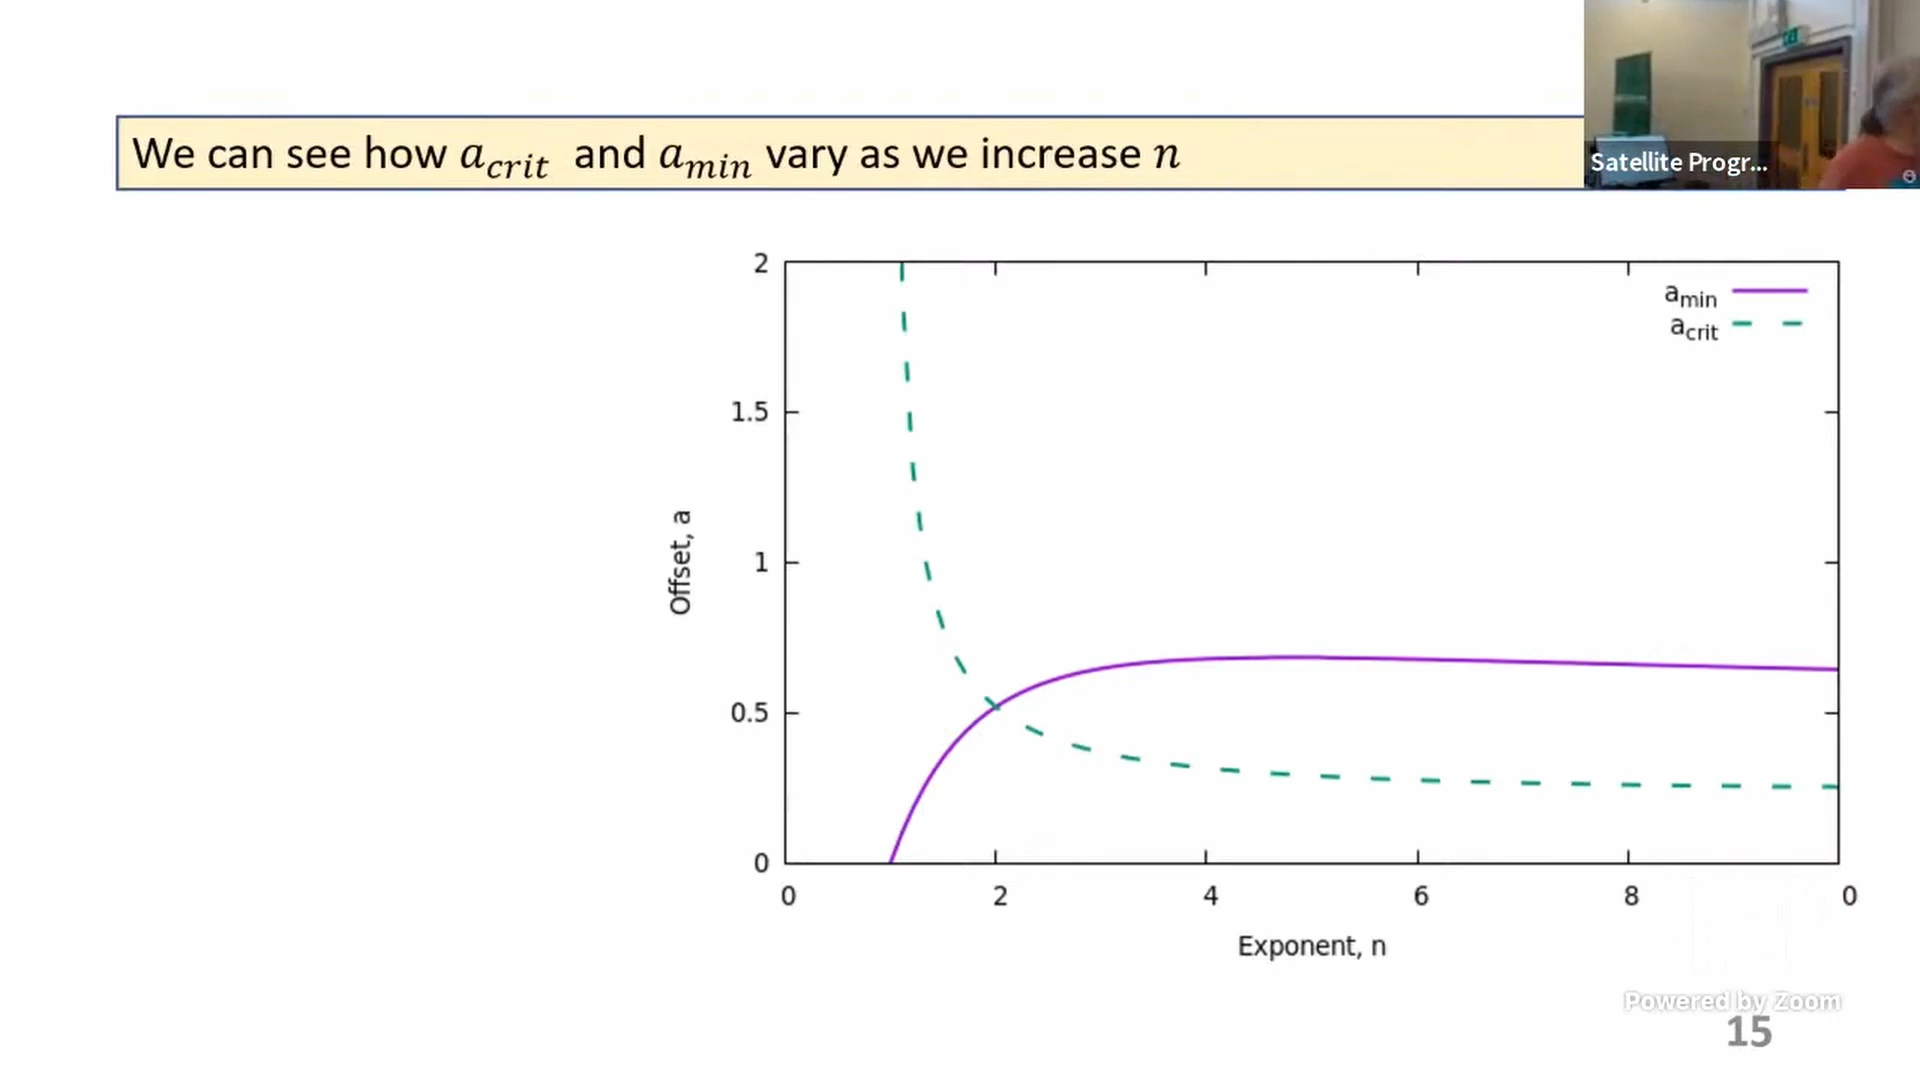 We can see how a_crit and a_min vary as we increase n
Satellite Progr...
2
1.5
1
0.5
0
Offset, a
a_min
a_crit
0 2 4 6 8 0
Exponent, n
Powered by Zoom
15